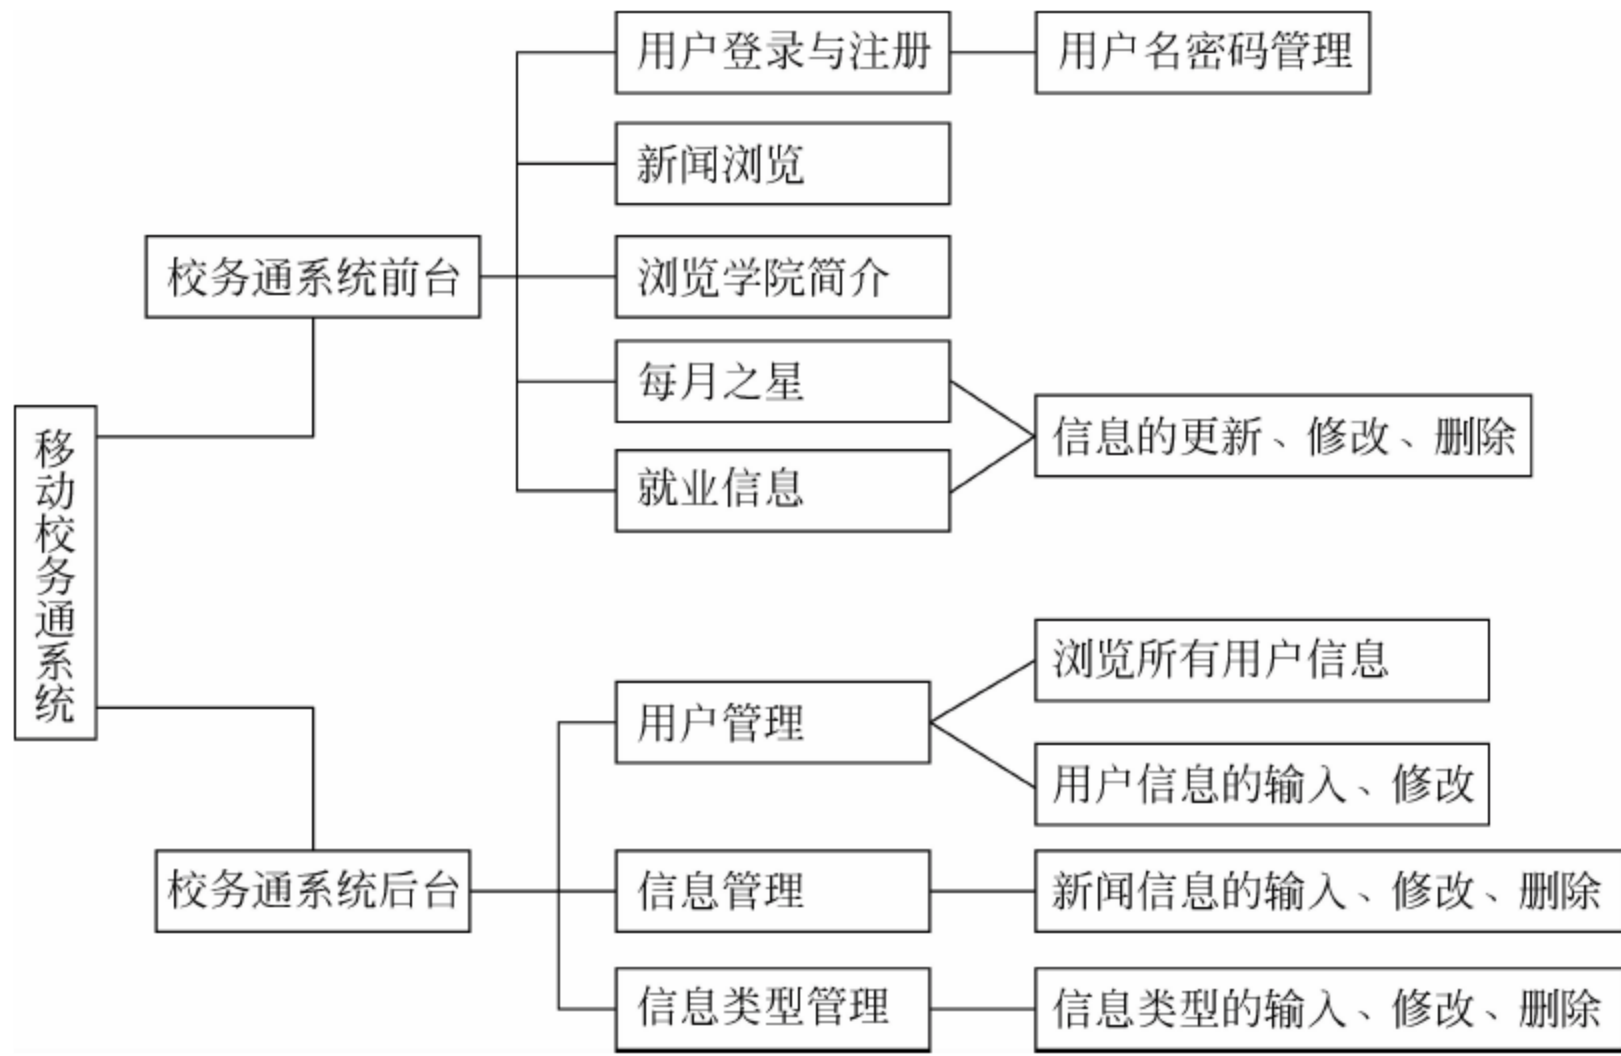 移动校务通系统
校务通系统前台
用户登录与注册
用户名密码管理
新闻浏览
浏览学院简介
每月之星
就业信息
信息的更新、修改、删除
校务通系统后台
用户管理
浏览所有用户信息
用户信息的输入、修改
信息管理
新闻信息的输入、修改、删除
信息类型管理
信息类型的输入、修改、删除